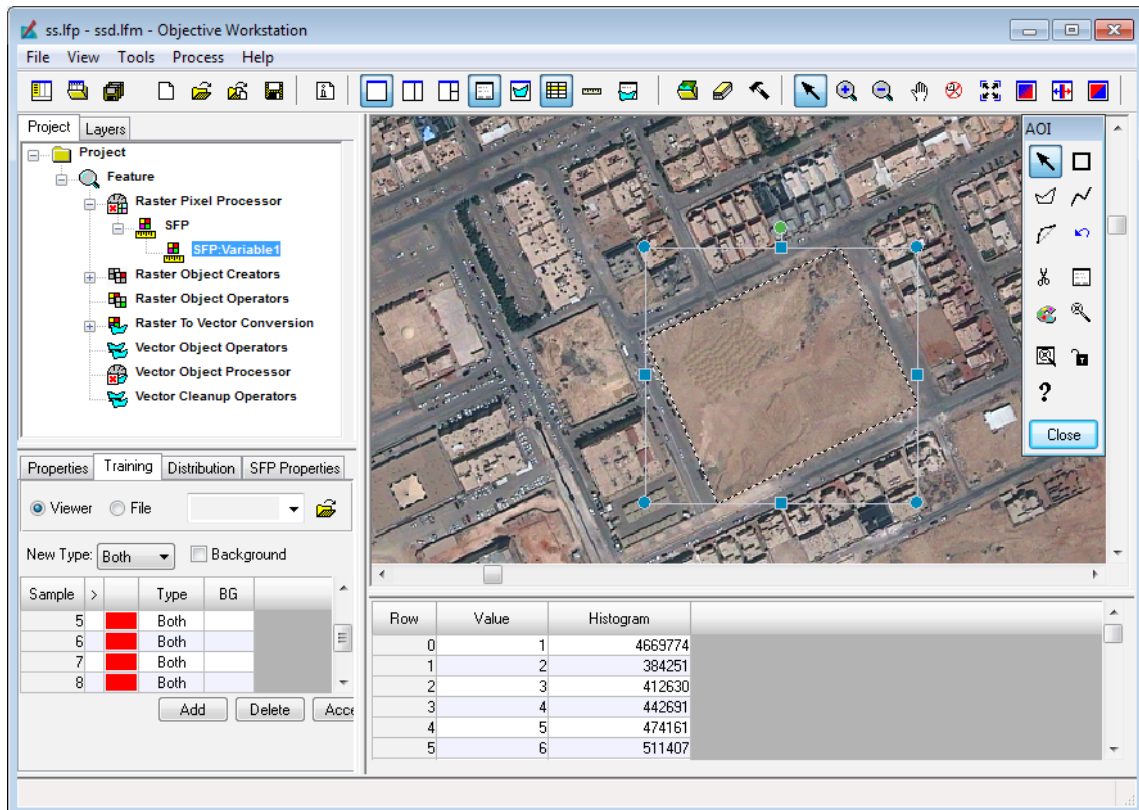 ss.lfp - ssd.lfm - Objective Workstation
File View Tools Process Help
Project Layers
Project
Feature
Raster Pixel Processor
SFP
SFP:Variable1
Raster Object Creators
Raster Object Operators
Raster To Vector Conversion
Vector Object Operators
Vector Object Processor
Vector Cleanup Operators
AOI
?
Close
Properties Training Distribution SFP Properties
Viewer File
New Type: Both Background
Sample > Type BG
5 Both
6 Both
7 Both
8 Both
Add Delete Acce
Row Value Histogram
0 1 4669774
1 2 384251
2 3 412630
3 4 442691
4 5 474161
5 6 511407